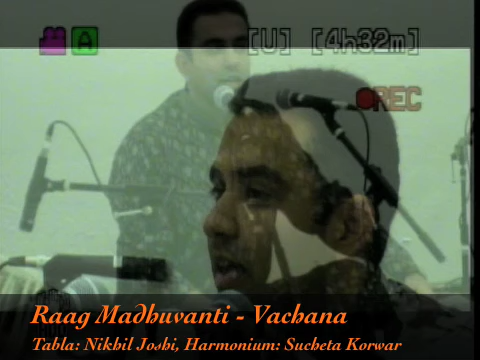 A [U] [4h32m]
REC
Raag Madhuvanti - Vachana
Tabla: Nikhil Joshi, Harmonium: Sucheta Korwar